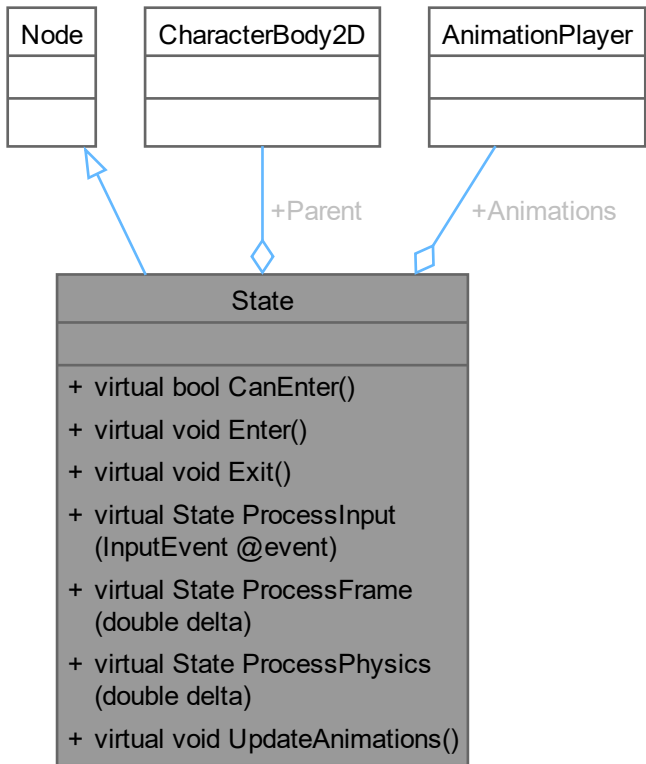 Node
CharacterBody2D
AnimationPlayer
+Parent
+Animations
State
+ virtual bool CanEnter()
+ virtual void Enter()
+ virtual void Exit()
+ virtual State ProcessInput
(InputEvent @event)
+ virtual State ProcessFrame
(double delta)
+ virtual State ProcessPhysics
(double delta)
+ virtual void UpdateAnimations()